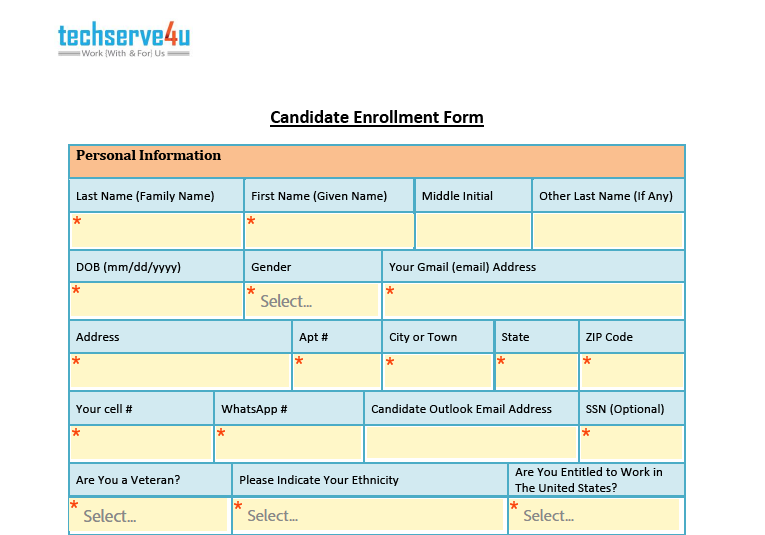 techserve4u
Work (With & For) Us
Candidate Enrollment Form
Personal Information
Last Name (Family Name) First Name (Given Name) Middle Initial Other Last Name (If Any)
* *
DOB (mm/dd/yyyy) Gender Your Gmail (email) Address
* * Select... *
Address Apt # City or Town State ZIP Code
* * * * *
Your cell # WhatsApp # Candidate Outlook Email Address SSN (Optional)
* * *
Are You a Veteran? Please Indicate Your Ethnicity Are You Entitled to Work in
The United States?
* Select... * Select... * Select...